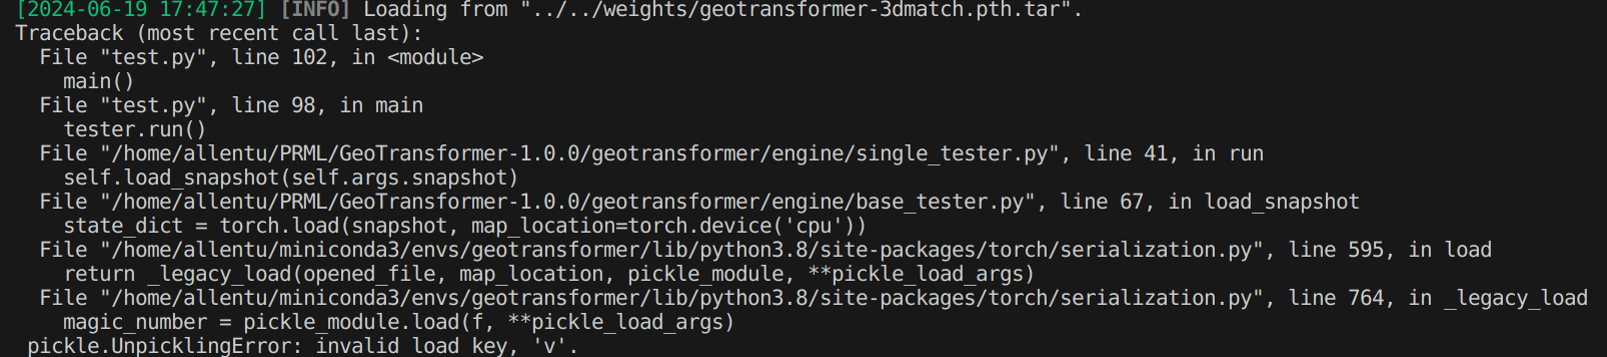 [2024-06-19 17:47:27] [INFO] Loading from "../../weights/geotransformer-3dmatch.pth.tar".
Traceback (most recent call last):
  File "test.py", line 102, in <module>
    main()
  File "test.py", line 98, in main
    tester.run()
  File "/home/allentu/PRML/GeoTransformer-1.0.0/geotransformer/engine/single_tester.py", line 41, in run
    self.load_snapshot(self.args.snapshot)
  File "/home/allentu/PRML/GeoTransformer-1.0.0/geotransformer/engine/base_tester.py", line 67, in load_snapshot
    state_dict = torch.load(snapshot, map_location=torch.device('cpu'))
  File "/home/allentu/miniconda3/envs/geotransformer/lib/python3.8/site-packages/torch/serialization.py", line 595, in load
    return _legacy_load(opened_file, map_location, pickle_module, **pickle_load_args)
  File "/home/allentu/miniconda3/envs/geotransformer/lib/python3.8/site-packages/torch/serialization.py", line 764, in _legacy_load
    magic_number = pickle_module.load(f, **pickle_load_args)
_pickle.UnpicklingError: invalid load key, 'v'.